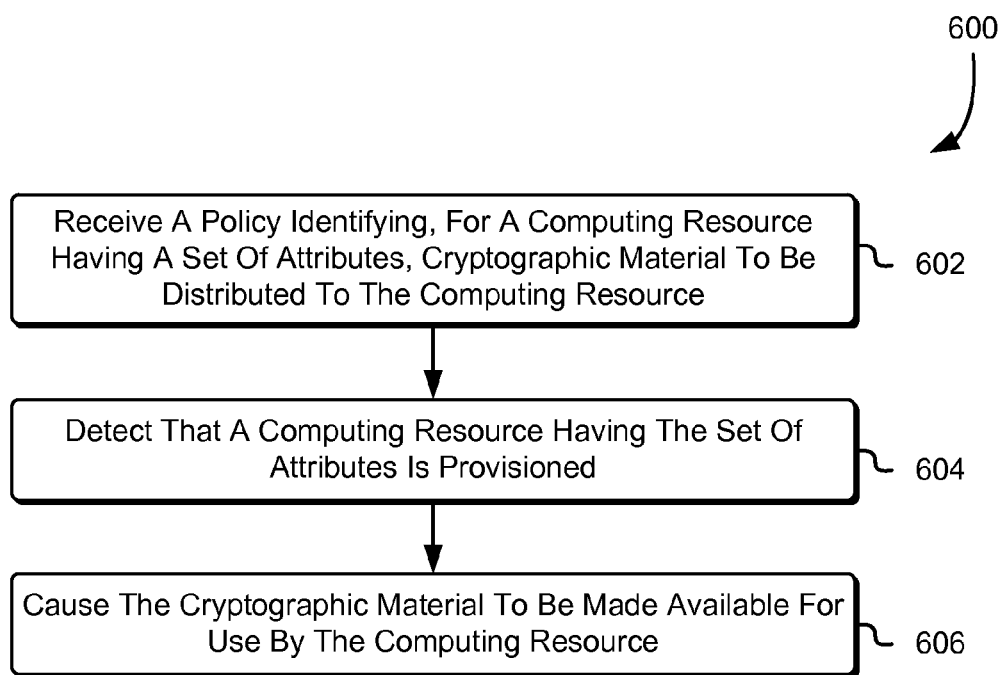 600
Receive A Policy Identifying, For A Computing Resource
Having A Set Of Attributes, Cryptographic Material To Be
Distributed To The Computing Resource
602
Detect That A Computing Resource Having The Set Of
Attributes Is Provisioned
604
Cause The Cryptographic Material To Be Made Available For
Use By The Computing Resource
606